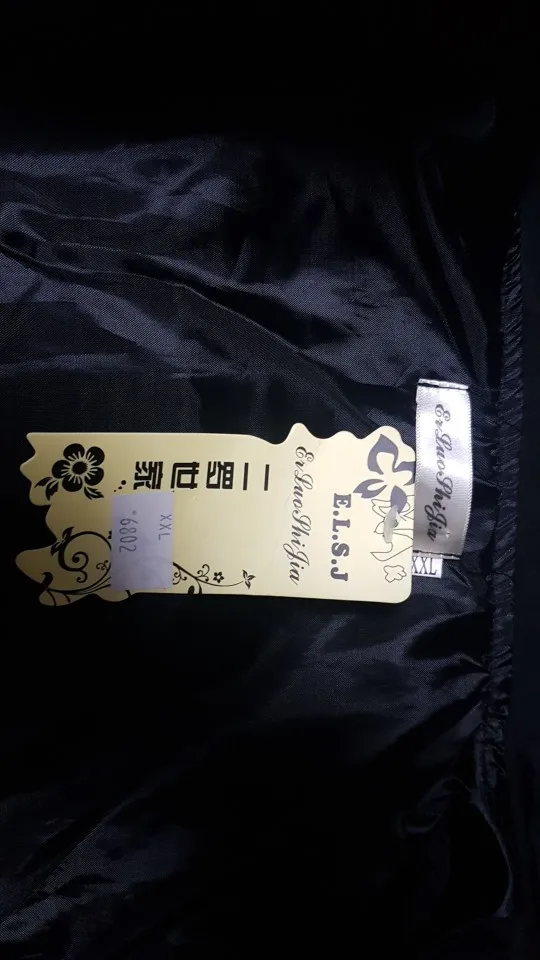 E.L.S.J
ErLuoShiJia
二罗世家
XXL
6802
ErLuoShiJia
XXL